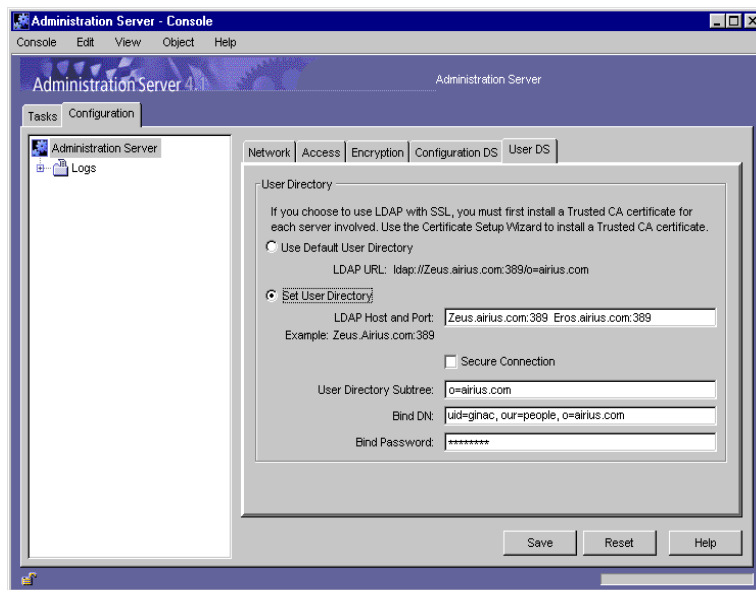 Administration Server - Console
Console Edit View Object Help
Administration Server 4.1
Administration Server
Tasks Configuration
Administration Server
Logs
Network Access Encryption Configuration DS User DS
User Directory
If you choose to use LDAP with SSL, you must first install a Trusted CA certificate for
each server involved. Use the Certificate Setup Wizard to install a Trusted CA certificate.
Use Default User Directory
LDAP URL: ldap://Zeus.airius.com:389/o=airius.com
Set User Directory
LDAP Host and Port: Zeus.airius.com:389 Eros.airius.com:389
Example: Zeus.Airius.com:389
Secure Connection
User Directory Subtree: o=airius.com
Bind DN: uid=ginac, our=people, o=airius.com
Bind Password: ********
Save Reset Help